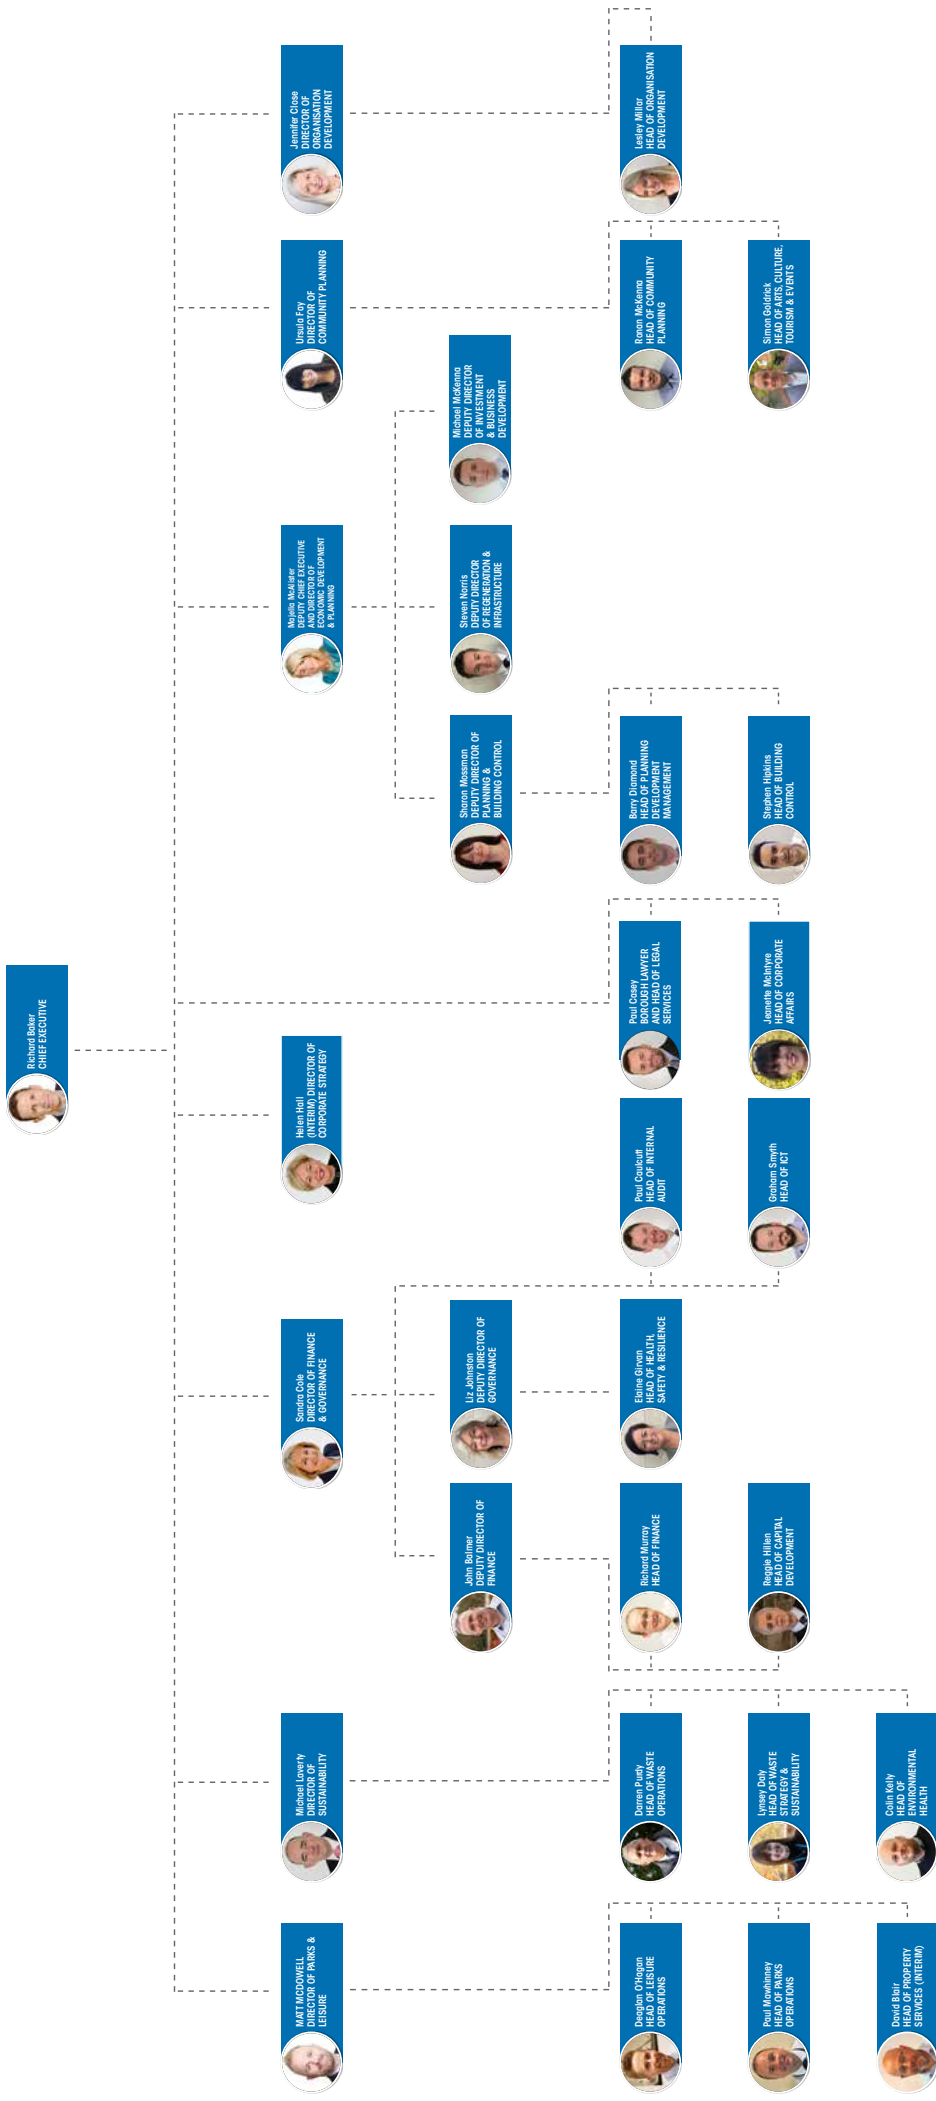 Richard Baker
CHIEF EXECUTIVE
MATT MCDOWELL
DIRECTOR OF PARKS &
LEISURE
Michael Laverty
DIRECTOR OF
SUSTAINABILITY
Sandra Cole
DIRECTOR OF FINANCE
& GOVERNANCE
Helen Hall
(INTERIM) DIRECTOR OF
CORPORATE STRATEGY
Majella McAlister
DEPUTY CHIEF EXECUTIVE
AND DIRECTOR OF
ECONOMIC DEVELOPMENT
& PLANNING
Ursula Fay
DIRECTOR OF
COMMUNITY PLANNING
Jennifer Close
DIRECTOR OF
ORGANISATION
DEVELOPMENT
John Balmer
DEPUTY DIRECTOR OF
FINANCE
Liz Johnston
DEPUTY DIRECTOR OF
GOVERNANCE
Sharon Mossman
DEPUTY DIRECTOR OF
PLANNING &
BUILDING CONTROL
Steven Norris
DEPUTY DIRECTOR
OF REGENERATION &
INFRASTRUCTURE
Michael McKenna
DEPUTY DIRECTOR
OF INVESTMENT
& BUSINESS
DEVELOPMENT
Deaglan O'Hagan
HEAD OF LEISURE
OPERATIONS
Darren Purdy
HEAD OF WASTE
OPERATIONS
Richard Murray
HEAD OF FINANCE
Elaine Girvan
HEAD OF HEALTH,
SAFETY & RESILIENCE
Paul Caulcutt
HEAD OF INTERNAL
AUDIT
Paul Casey
BOROUGH LAWYER
AND HEAD OF LEGAL
SERVICES
Barry Diamond
HEAD OF PLANNING
DEVELOPMENT
MANAGEMENT
Ronan McKenna
HEAD OF COMMUNITY
PLANNING
Lesley Millar
HEAD OF ORGANISATION
DEVELOPMENT
Paul Mawhinney
HEAD OF PARKS
OPERATIONS
Lynsey Daly
HEAD OF WASTE
STRATEGY &
SUSTAINABILITY
Reggie Hillen
HEAD OF CAPITAL
DEVELOPMENT
Graham Smyth
HEAD OF ICT
Jeanette McIntyre
HEAD OF CORPORATE
AFFAIRS
Stephen Hipkins
HEAD OF BUILDING
CONTROL
Simon Goldrick
HEAD OF ARTS, CULTURE,
TOURISM & EVENTS
David Blair
HEAD OF PROPERTY
SERVICES (INTERIM)
Colin Kelly
HEAD OF
ENVIRONMENTAL
HEALTH